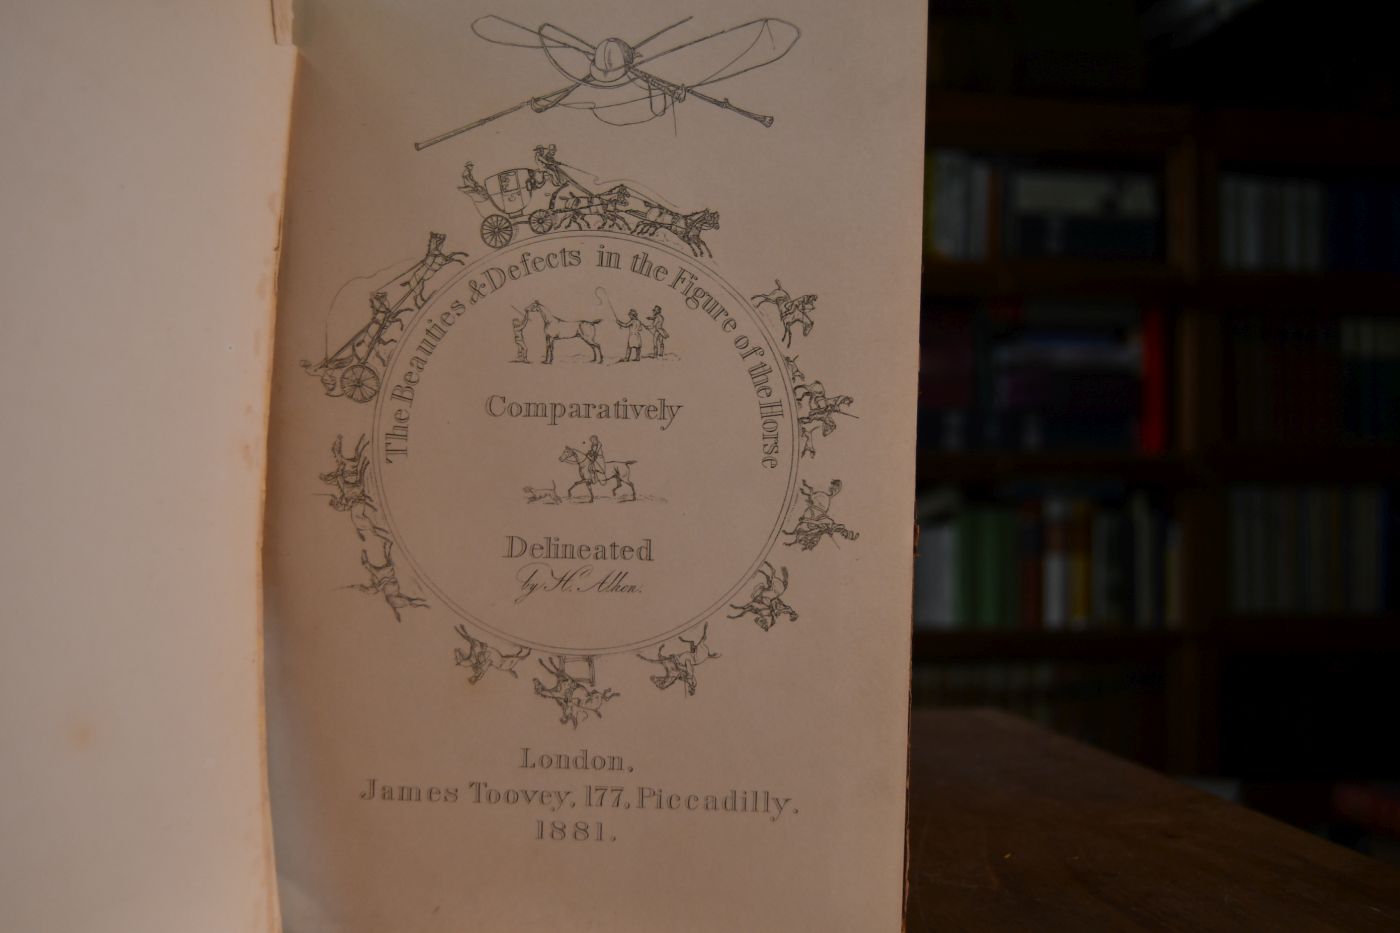 The Beauties & Defects in the Figure of the Horse
Comparatively
Delineated
by H. Alken.
London,
James Toovey, 177, Piccadilly.
1881.